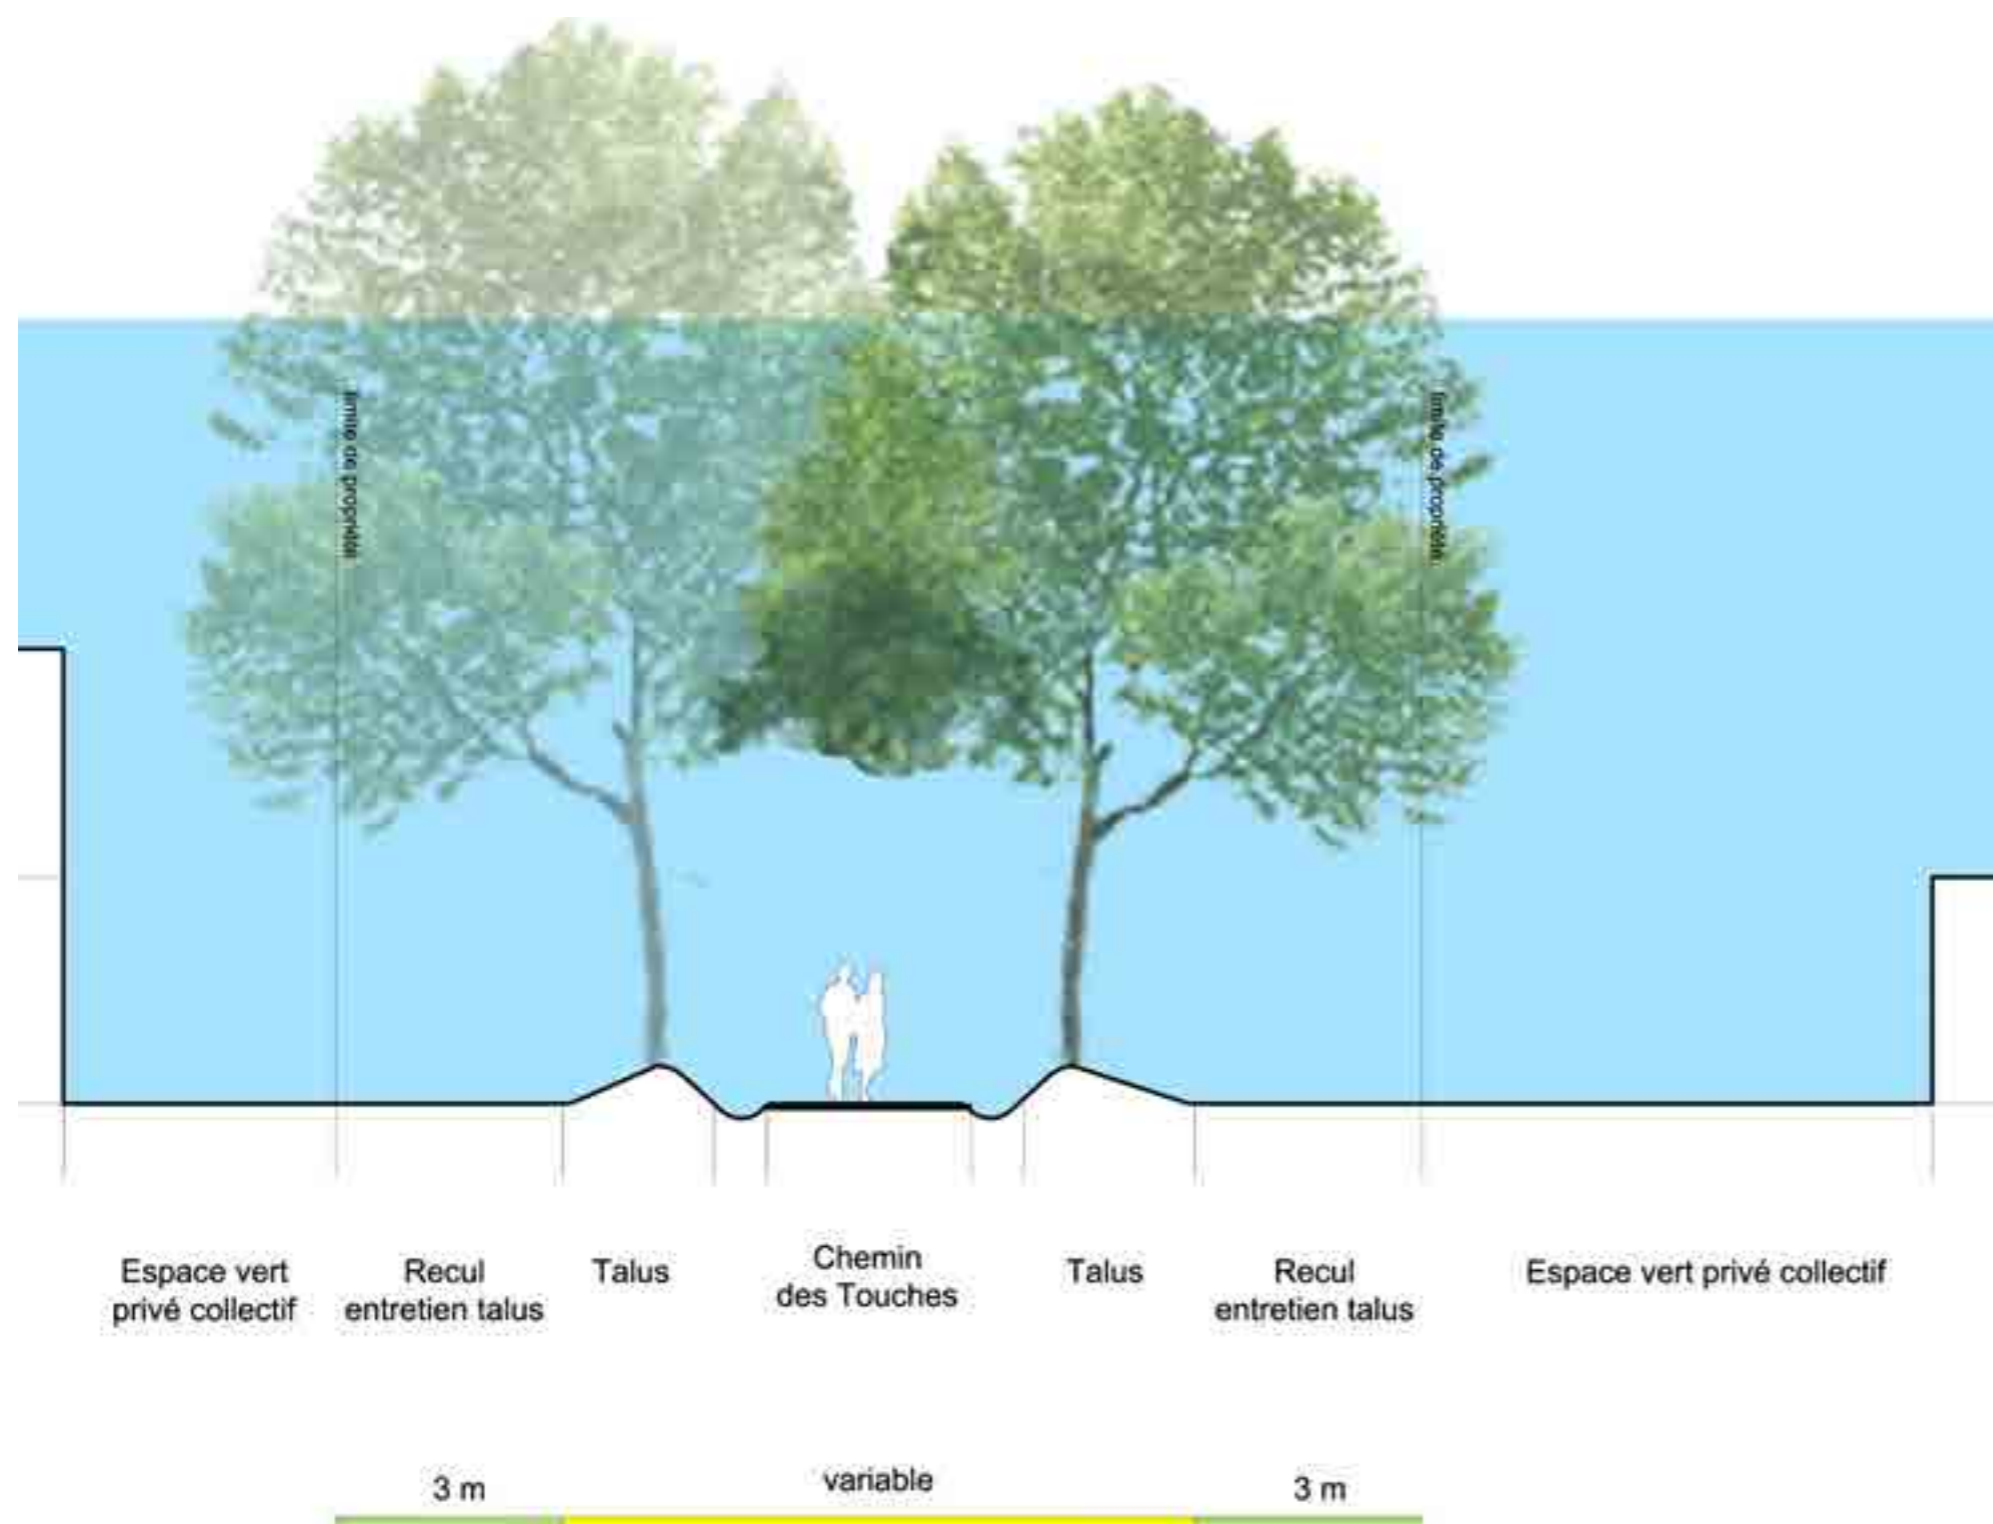 limite de propriété
limite de propriété
Espace vert
privé collectif
Recul
entretien talus
Talus
Chemin
des Touches
Talus
Recul
entretien talus
Espace vert privé collectif
3 m
variable
3 m